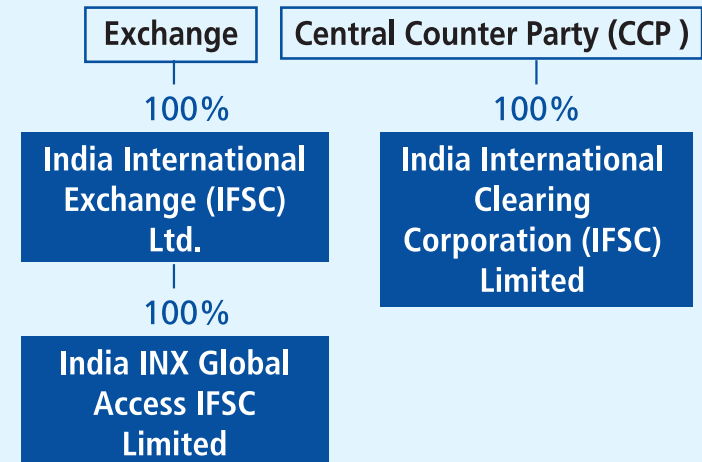 Exchange
100%
India International
Exchange (IFSC)
Ltd.
100%
India INX Global
Access IFSC
Limited
Central Counter Party (CCP )
100%
India International
Clearing
Corporation (IFSC)
Limited